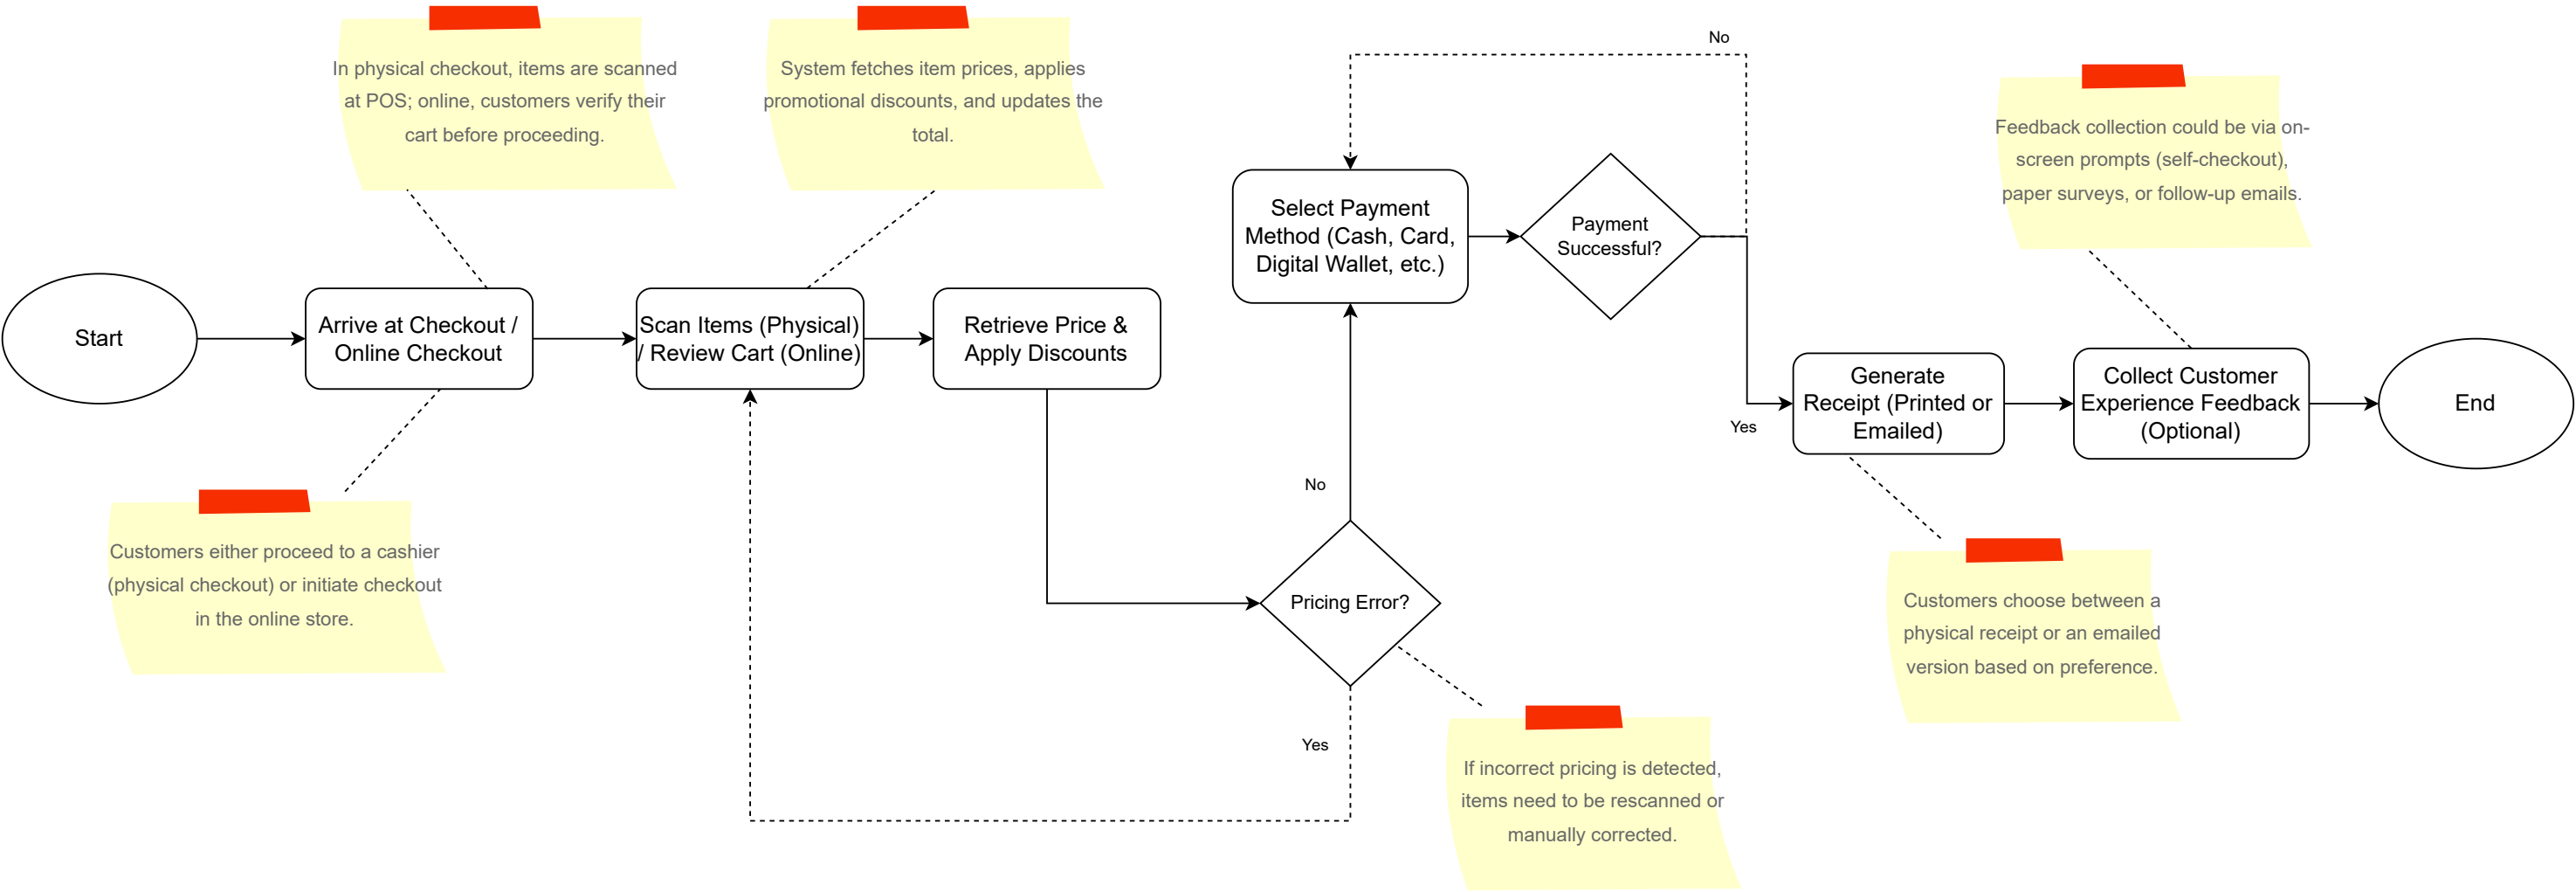 In physical checkout, items are scanned
at POS; online, customers verify their
cart before proceeding.
System fetches item prices, applies
promotional discounts, and updates the
total.
No
Feedback collection could be via on-
screen prompts (self-checkout),
paper surveys, or follow-up emails.
Select Payment
Method (Cash, Card,
Digital Wallet, etc.)
Payment
Successful?
Start
Arrive at Checkout /
Online Checkout
Scan Items (Physical)
/ Review Cart (Online)
Retrieve Price &
Apply Discounts
Generate
Receipt (Printed or
Emailed)
Collect Customer
Experience Feedback
(Optional)
End
Yes
No
Customers either proceed to a cashier
(physical checkout) or initiate checkout
in the online store.
Pricing Error?
Customers choose between a
physical receipt or an emailed
version based on preference.
Yes
If incorrect pricing is detected,
items need to be rescanned or
manually corrected.